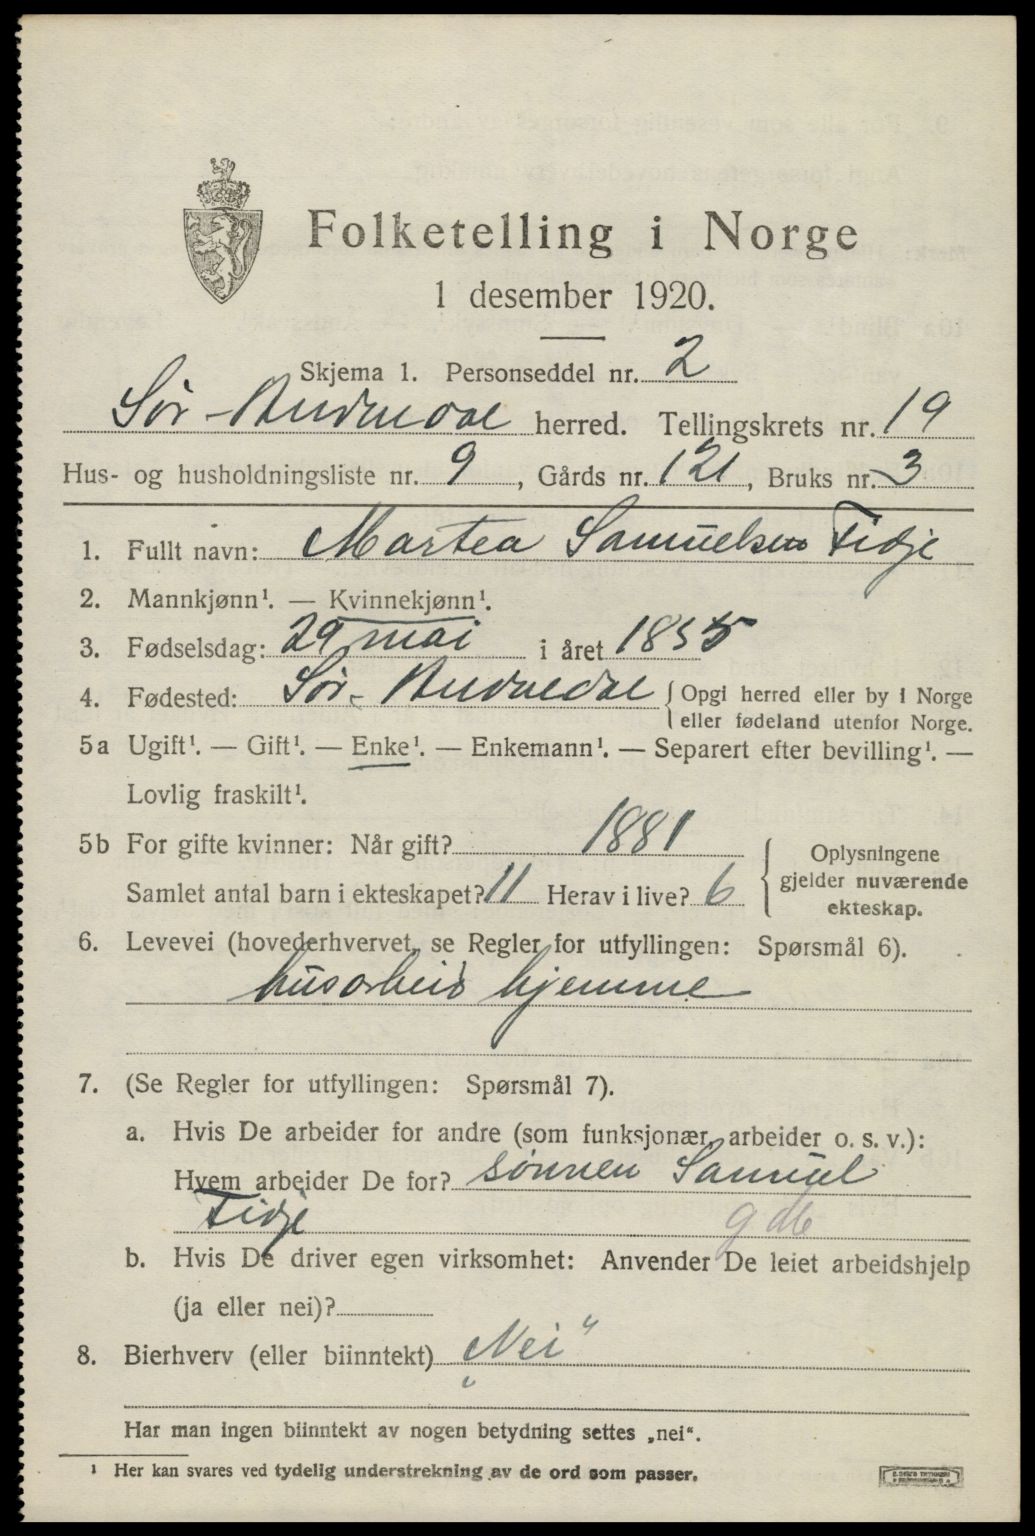 Folketelling i Norge
1 desember 1920.
Skjema 1. Personseddel nr. 2
Sør-Audnedal herred. Tellingskrets nr. 19
Hus- og husholdningsliste nr. 9, Gårds nr. 121, Bruks nr. 3
1. Fullt navn: Martea Samuelsen Tidje
2. Mannkjønn¹. — Kvinnekjønn¹.
3. Fødselsdag: 29 mai i året 1855
4. Fødested: Sør-Audnedal { Opgi herred eller by i Norge
eller fødeland utenfor Norge.
5a Ugift¹. — Gift¹. — Enke¹. — Enkemann¹. — Separert efter bevilling¹. —
Lovlig fraskilt¹.
5b For gifte kvinner: Når gift? 1881
Samlet antal barn i ekteskapet? 11 Herav i live? 6
Oplysningene
gjelder nuværende
ekteskap.
6. Levevei (hovederhvervet, se Regler for utfyllingen: Spørsmål 6).
husarbeid hjemme
7. (Se Regler for utfyllingen: Spørsmål 7).
a. Hvis De arbeider for andre (som funksjonær, arbeider o. s. v.):
Hvem arbeider De for? sønnen Samuel
Tidje gdb
b. Hvis De driver egen virksomhet: Anvender De leiet arbeidshjelp
(ja eller nei)?
8. Bierhverv (eller biinntekt) „Nei"
Har man ingen biinntekt av nogen betydning settes „nei".
¹ Her kan svares ved tydelig understrekning av de ord som passer.